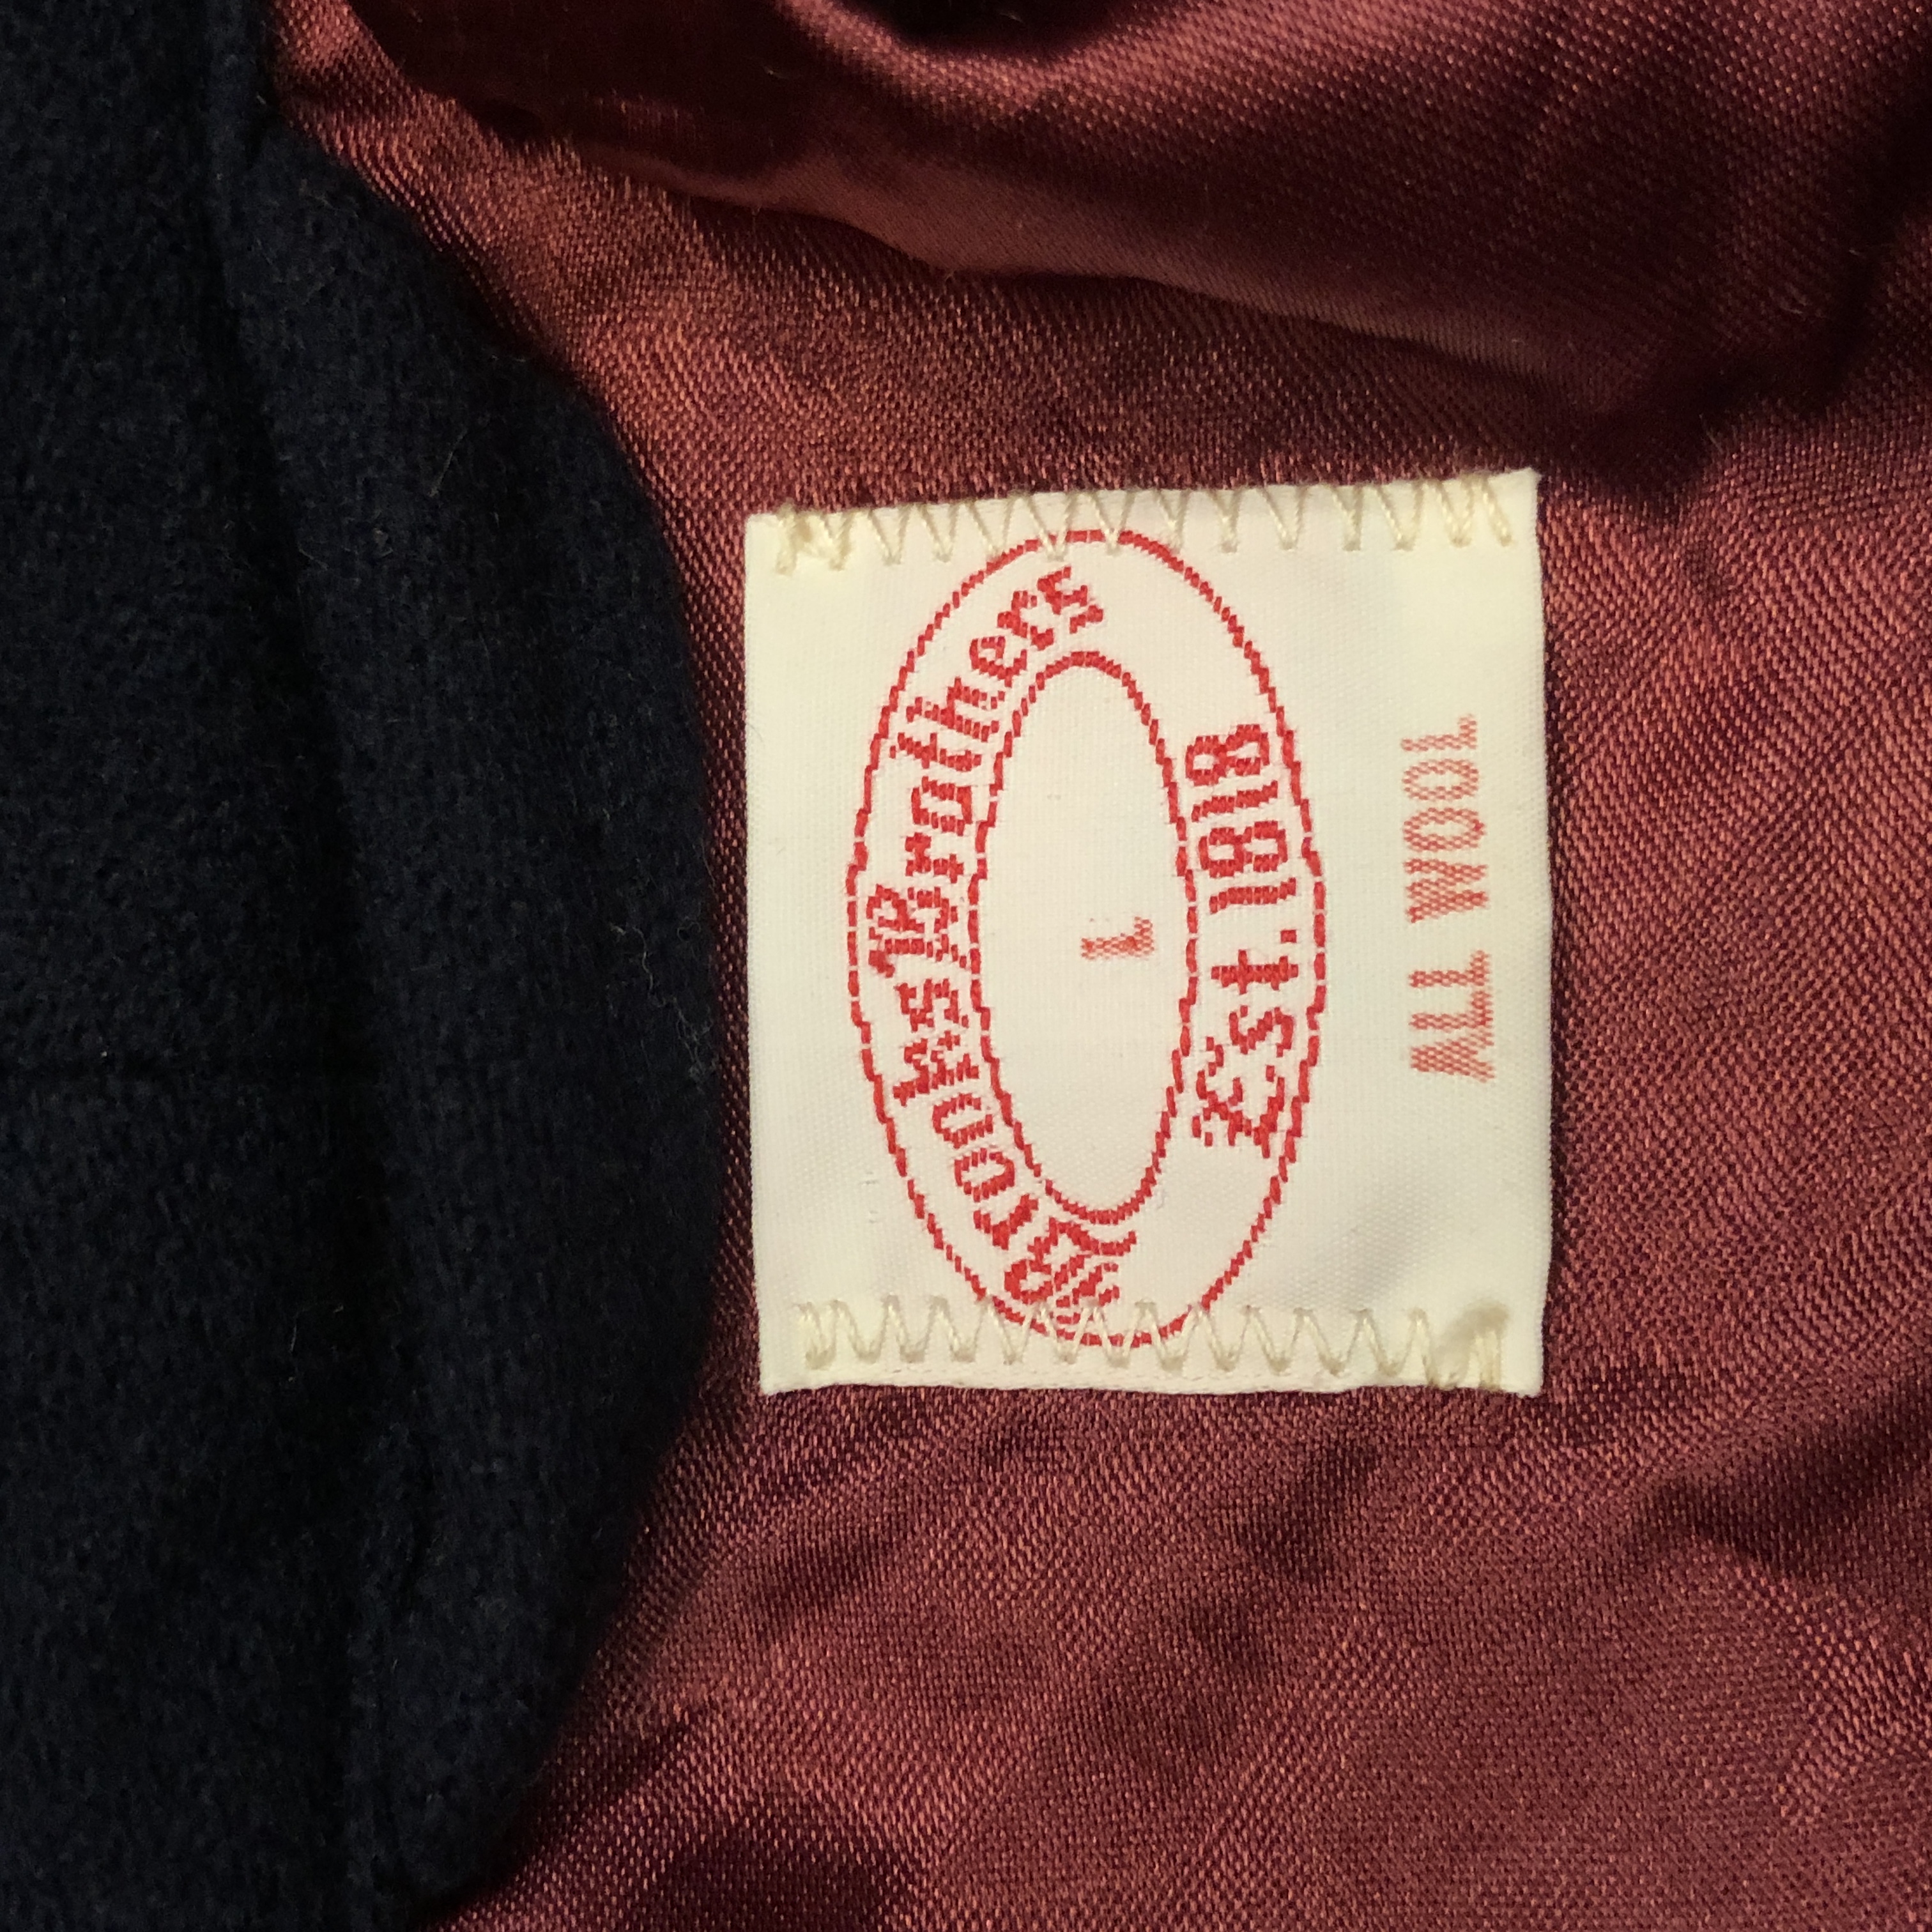 Brooks Brothers
L
Est. 1818
ALL WOOL